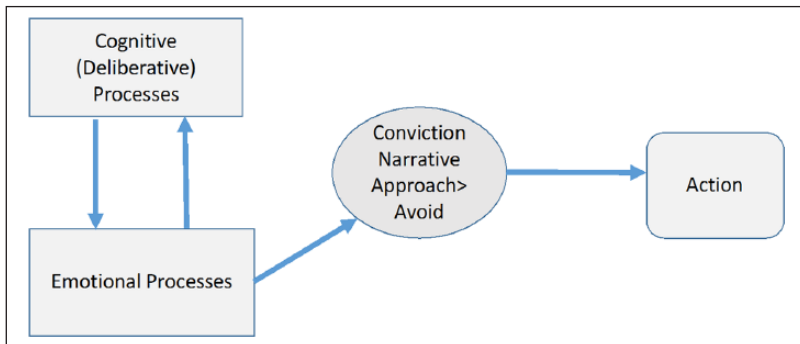 Cognitive
(Deliberative)
Processes
Conviction
Narrative
Approach>
Avoid
Action
Emotional Processes